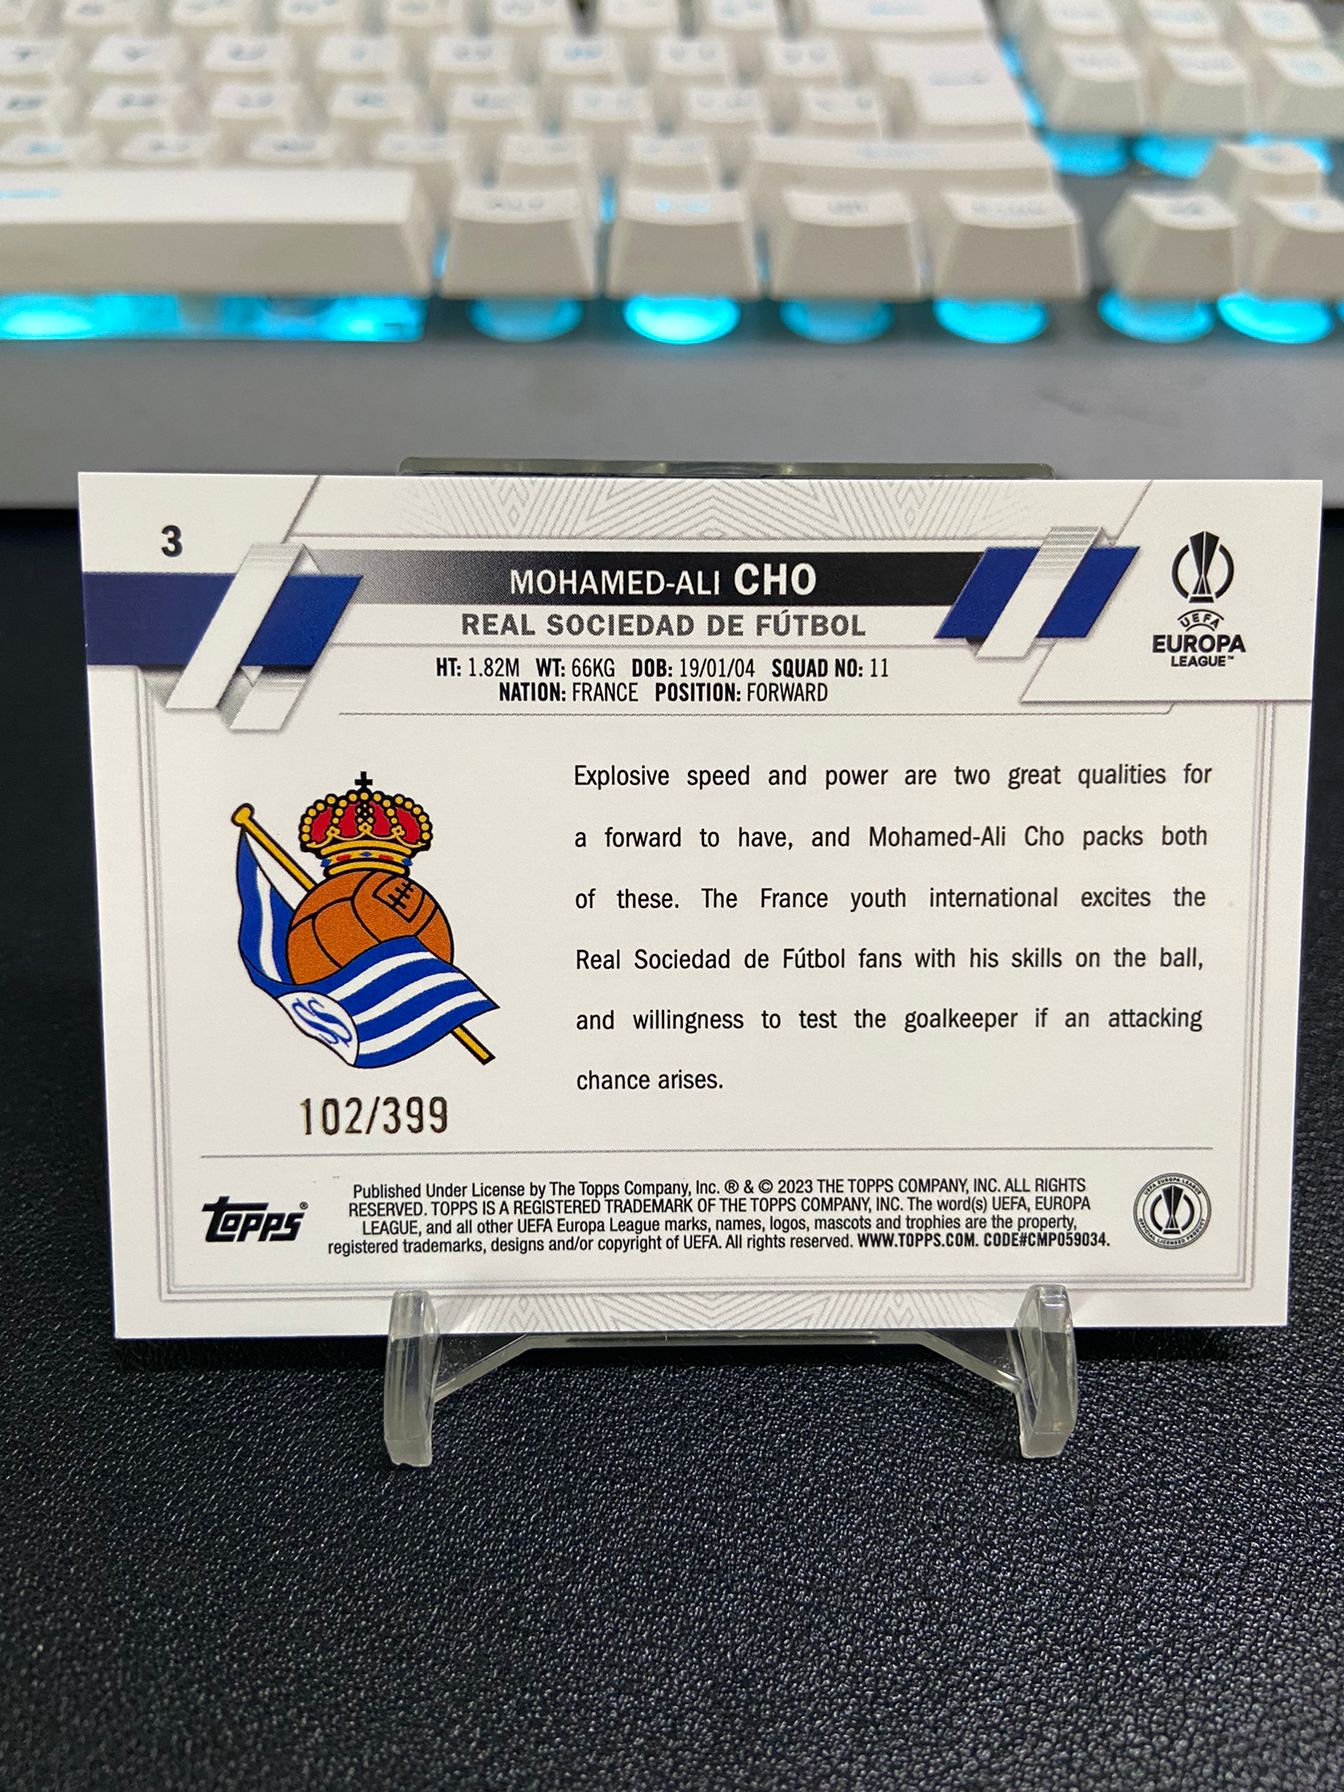 3
MOHAMED-ALI CHO
REAL SOCIEDAD DE FÚTBOL
HT: 1.82M WT: 66KG DOB: 19/01/04 SQUAD NO: 11
NATION: FRANCE POSITION: FORWARD
UEFA
EUROPA
LEAGUE™
Explosive speed and power are two great qualities for
a forward to have, and Mohamed-Ali Cho packs both
of these. The France youth international excites the
Real Sociedad de Fútbol fans with his skills on the ball,
and willingness to test the goalkeeper if an attacking
chance arises.
102/399
topps®
Published Under License by The Topps Company, Inc. ® & © 2023 THE TOPPS COMPANY, INC. ALL RIGHTS
RESERVED. TOPPS IS A REGISTERED TRADEMARK OF THE TOPPS COMPANY, INC. The word(s) UEFA, EUROPA
LEAGUE, and all other UEFA Europa League marks, names, logos, mascots and trophies are the property,
registered trademarks, designs and/or copyright of UEFA. All rights reserved. WWW.TOPPS.COM. CODE#CMP059034.
UEFA EUROPA LEAGUE
OFFICIAL LICENSED PRODUCT